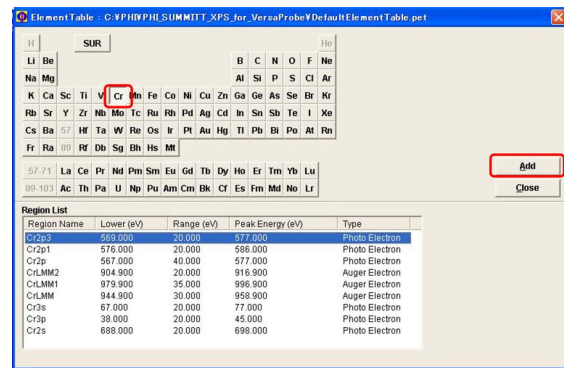 ElementTable : C:¥PHI¥PHI_SUMMITT_XPS_for_VersaProbe¥DefaultElementTable.pet
H SUR He
Li Be B C N O F Ne
Na Mg Al Si P S Cl Ar
K Ca Sc Ti V Cr Mn Fe Co Ni Cu Zn Ga Ge As Se Br Kr
Rb Sr Y Zr Nb Mo Tc Ru Rh Pd Ag Cd In Sn Sb Te I Xe
Cs Ba 57 Hf Ta W Re Os Ir Pt Au Hg Tl Pb Bi Po At Rn
Fr Ra 89 Rf Db Sg Bh Hs Mt
57-71 La Ce Pr Nd Pm Sm Eu Gd Tb Dy Ho Er Tm Yb Lu
Add
89-103 Ac Th Pa U Np Pu Am Cm Bk Cf Es Fm Md No Lr
Close
Region List
Region Name Lower (eV) Range (eV) Peak Energy (eV) Type
Cr2p3 569.000 20.000 577.000 Photo Electron
Cr2p1 576.000 20.000 586.000 Photo Electron
Cr2p 567.000 40.000 577.000 Photo Electron
CrLMM2 904.900 20.000 916.900 Auger Electron
CrLMM1 979.900 35.000 996.900 Auger Electron
CrLMM 944.900 30.000 958.900 Auger Electron
Cr3s 67.000 20.000 77.000 Photo Electron
Cr3p 38.000 20.000 45.000 Photo Electron
Cr2s 688.000 20.000 698.000 Photo Electron